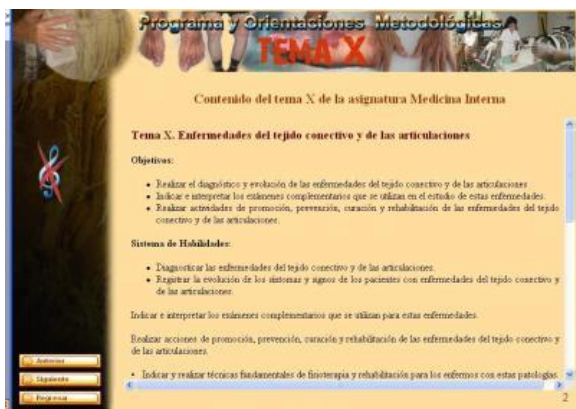 Programa y Orientaciones Metodológicas
TEMA X
Contenido del tema X de la asignatura Medicina Interna
Tema X. Enfermedades del tejido conectivo y de las articulaciones
Objetivos:
• Realizar el diagnóstico y evolución de las enfermedades del tejido conectivo y de las articulaciones
• Indicar e interpretar los exámenes complementarios que se utilizan en el estudio de estas enfermedades.
• Realizar actividades de promoción, prevención, curación y rehabilitación de las enfermedades del tejido
conectivo y de las articulaciones.
Sistema de Habilidades:
• Diagnosticar las enfermedades del tejido conectivo y de las articulaciones.
• Registrar la evolución de los síntomas y signos de los pacientes con enfermedades del tejido conectivo y
de las articulaciones.
Indicar e interpretar los exámenes complementarios que se utilizan para estas enfermedades.
Realizar acciones de promoción, prevención, curación y rehabilitación de las enfermedades del tejido conectivo y
de las articulaciones.
• Indicar y realizar técnicas fundamentales de fisioterapia y rehabilitación para los enfermos con estas patologías.
Anterior
Siguiente
Regresar
2